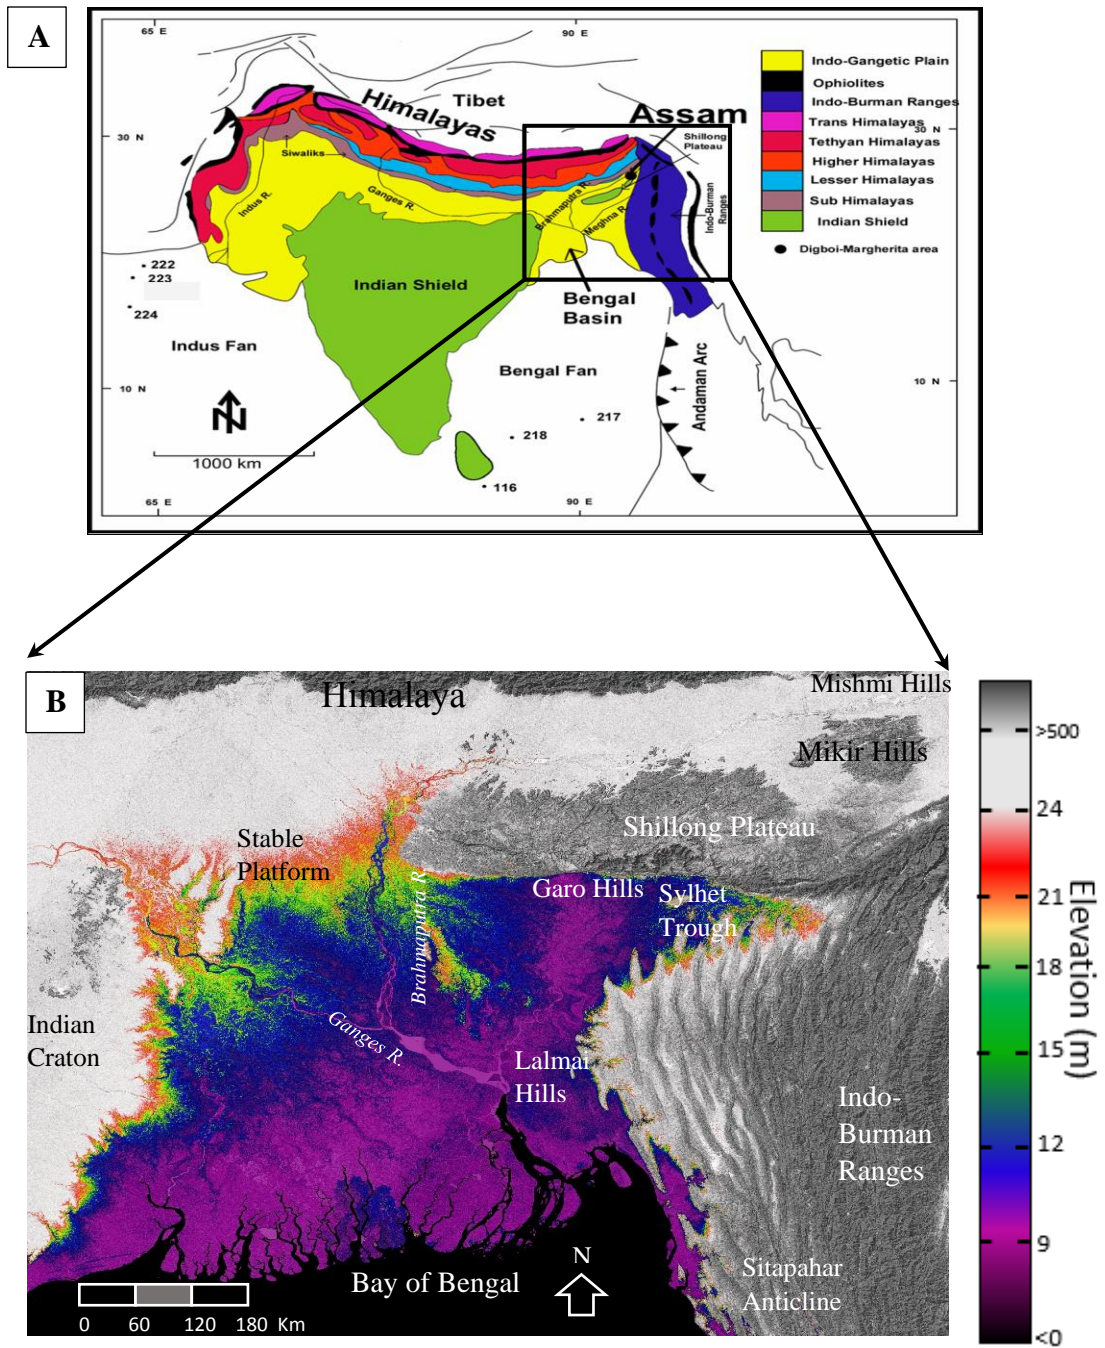 A
65 E
90 E
Indo-Gangetic Plain
Ophiolites
Indo-Burman Ranges
Trans Himalayas
Tethyan Himalayas
Higher Himalayas
Lesser Himalayas
Sub Himalayas
Indian Shield
Digboi-Margherita area
Himalayas
Tibet
Assam
Shillong
Plateau
30 N
30 N
Siwaliks
Indus R.
Ganges R.
Brahmaputra R.
Meghna R.
Indo-Burman
Ranges
222
223
224
Indian Shield
Bengal
Basin
Indus Fan
Bengal Fan
Andaman Arc
10 N
10 N
N
217
218
116
1000 km
65 E
90 E
B
Himalaya
Mishmi Hills
Mikir Hills
Stable
Platform
Shillong Plateau
Garo Hills
Sylhet
Trough
Brahmaputra R.
Ganges R.
Indian
Craton
Lalmai
Hills
Indo-
Burman
Ranges
Bay of Bengal
N
Sitapahar
Anticline
0 60 120 180 Km
>500
24
21
18
15
12
9
<0
Elevation (m)